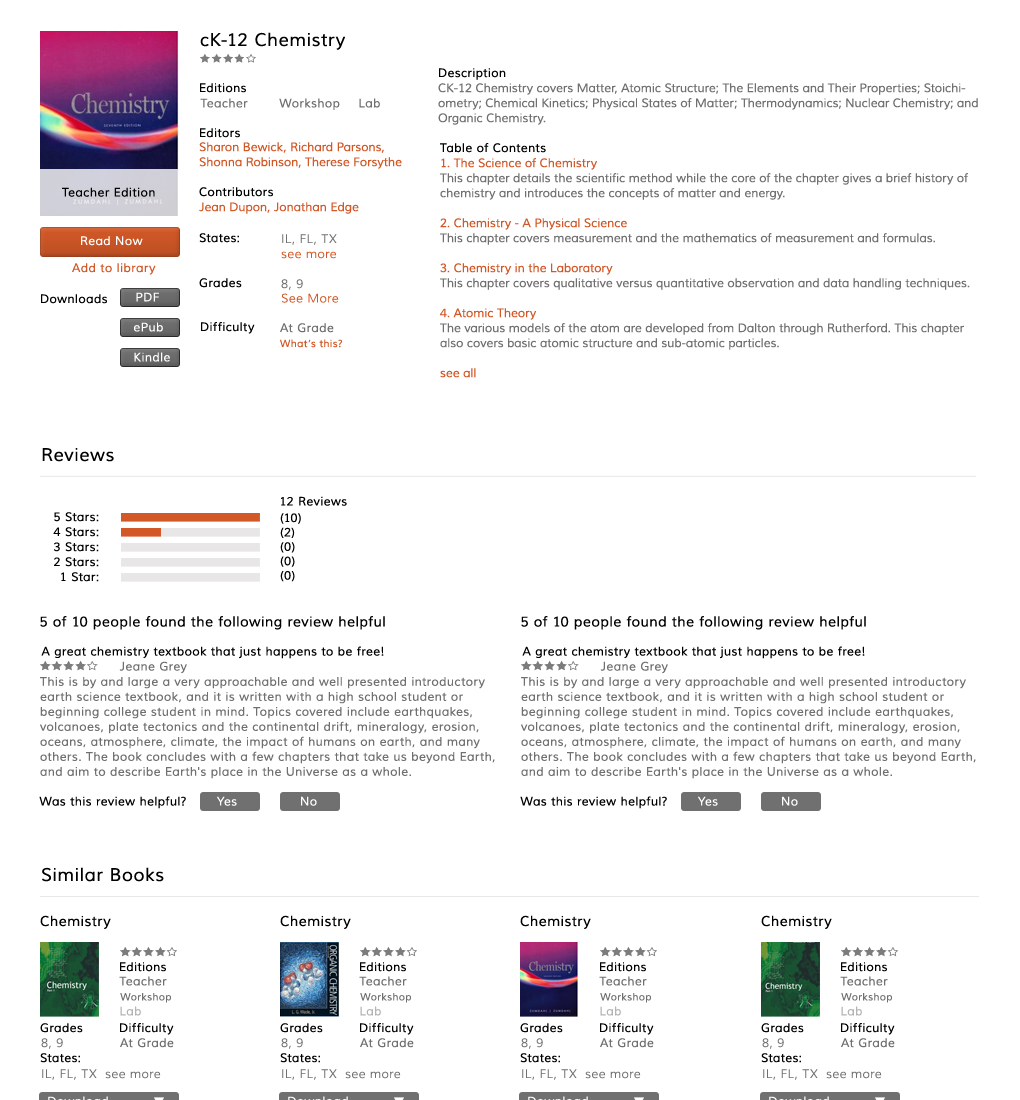 cK-12 Chemistry
Chemistry
SEVENTH EDITION
Teacher Edition
ZUMDAHL | ZUMDAHL
Read Now
Add to library
Downloads
PDF
ePub
Kindle
Editions
Teacher Workshop Lab
Editors
Sharon Bewick, Richard Parsons,
Shonna Robinson, Therese Forsythe
Contributors
Jean Dupon, Jonathan Edge
States: IL, FL, TX
see more
Grades 8, 9
See More
Difficulty At Grade
What's this?
Description
CK-12 Chemistry covers Matter, Atomic Structure; The Elements and Their Properties; Stoichi-
ometry; Chemical Kinetics; Physical States of Matter; Thermodynamics; Nuclear Chemistry; and
Organic Chemistry.
Table of Contents
1. The Science of Chemistry
This chapter details the scientific method while the core of the chapter gives a brief history of
chemistry and introduces the concepts of matter and energy.
2. Chemistry - A Physical Science
This chapter covers measurement and the mathematics of measurement and formulas.
3. Chemistry in the Laboratory
This chapter covers qualitative versus quantitative observation and data handling techniques.
4. Atomic Theory
The various models of the atom are developed from Dalton through Rutherford. This chapter
also covers basic atomic structure and sub-atomic particles.
see all
Reviews
12 Reviews
5 Stars: (10)
4 Stars: (2)
3 Stars: (0)
2 Stars: (0)
1 Star: (0)
5 of 10 people found the following review helpful
A great chemistry textbook that just happens to be free!
Jeane Grey
This is by and large a very approachable and well presented introductory
earth science textbook, and it is written with a high school student or
beginning college student in mind. Topics covered include earthquakes,
volcanoes, plate tectonics and the continental drift, mineralogy, erosion,
oceans, atmosphere, climate, the impact of humans on earth, and many
others. The book concludes with a few chapters that take us beyond Earth,
and aim to describe Earth's place in the Universe as a whole.
Was this review helpful? Yes No
5 of 10 people found the following review helpful
A great chemistry textbook that just happens to be free!
Jeane Grey
This is by and large a very approachable and well presented introductory
earth science textbook, and it is written with a high school student or
beginning college student in mind. Topics covered include earthquakes,
volcanoes, plate tectonics and the continental drift, mineralogy, erosion,
oceans, atmosphere, climate, the impact of humans on earth, and many
others. The book concludes with a few chapters that take us beyond Earth,
and aim to describe Earth's place in the Universe as a whole.
Was this review helpful? Yes No
Similar Books
Chemistry
Chemistry
Editions
Teacher
Workshop
Lab
Grades Difficulty
8, 9 At Grade
States:
IL, FL, TX see more
Download
Chemistry
ORGANIC CHEMISTRY
L. G. Wade, Jr.
Editions
Teacher
Workshop
Lab
Grades Difficulty
8, 9 At Grade
States:
IL, FL, TX see more
Download
Chemistry
Chemistry
ZUMDAHL | ZUMDAHL
Editions
Teacher
Workshop
Lab
Grades Difficulty
8, 9 At Grade
States:
IL, FL, TX see more
Download
Chemistry
Chemistry
Editions
Teacher
Workshop
Lab
Grades Difficulty
8, 9 At Grade
States:
IL, FL, TX see more
Download